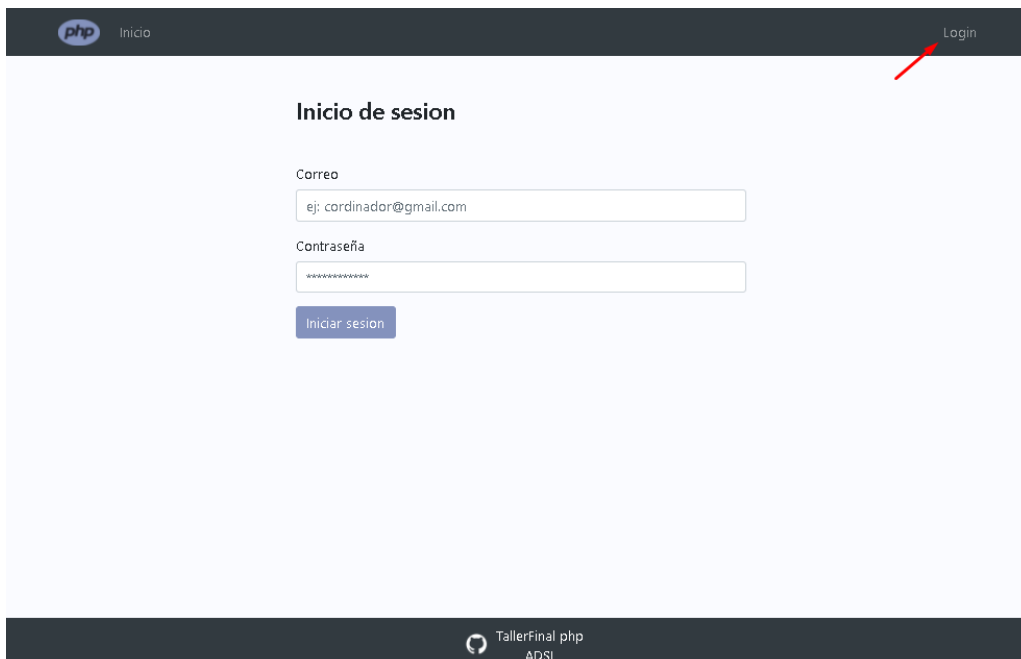 php Inicio Login
Inicio de sesion
Correo
ej: cordinador@gmail.com
Contraseña
************
Iniciar sesion
TallerFinal php
ADSI